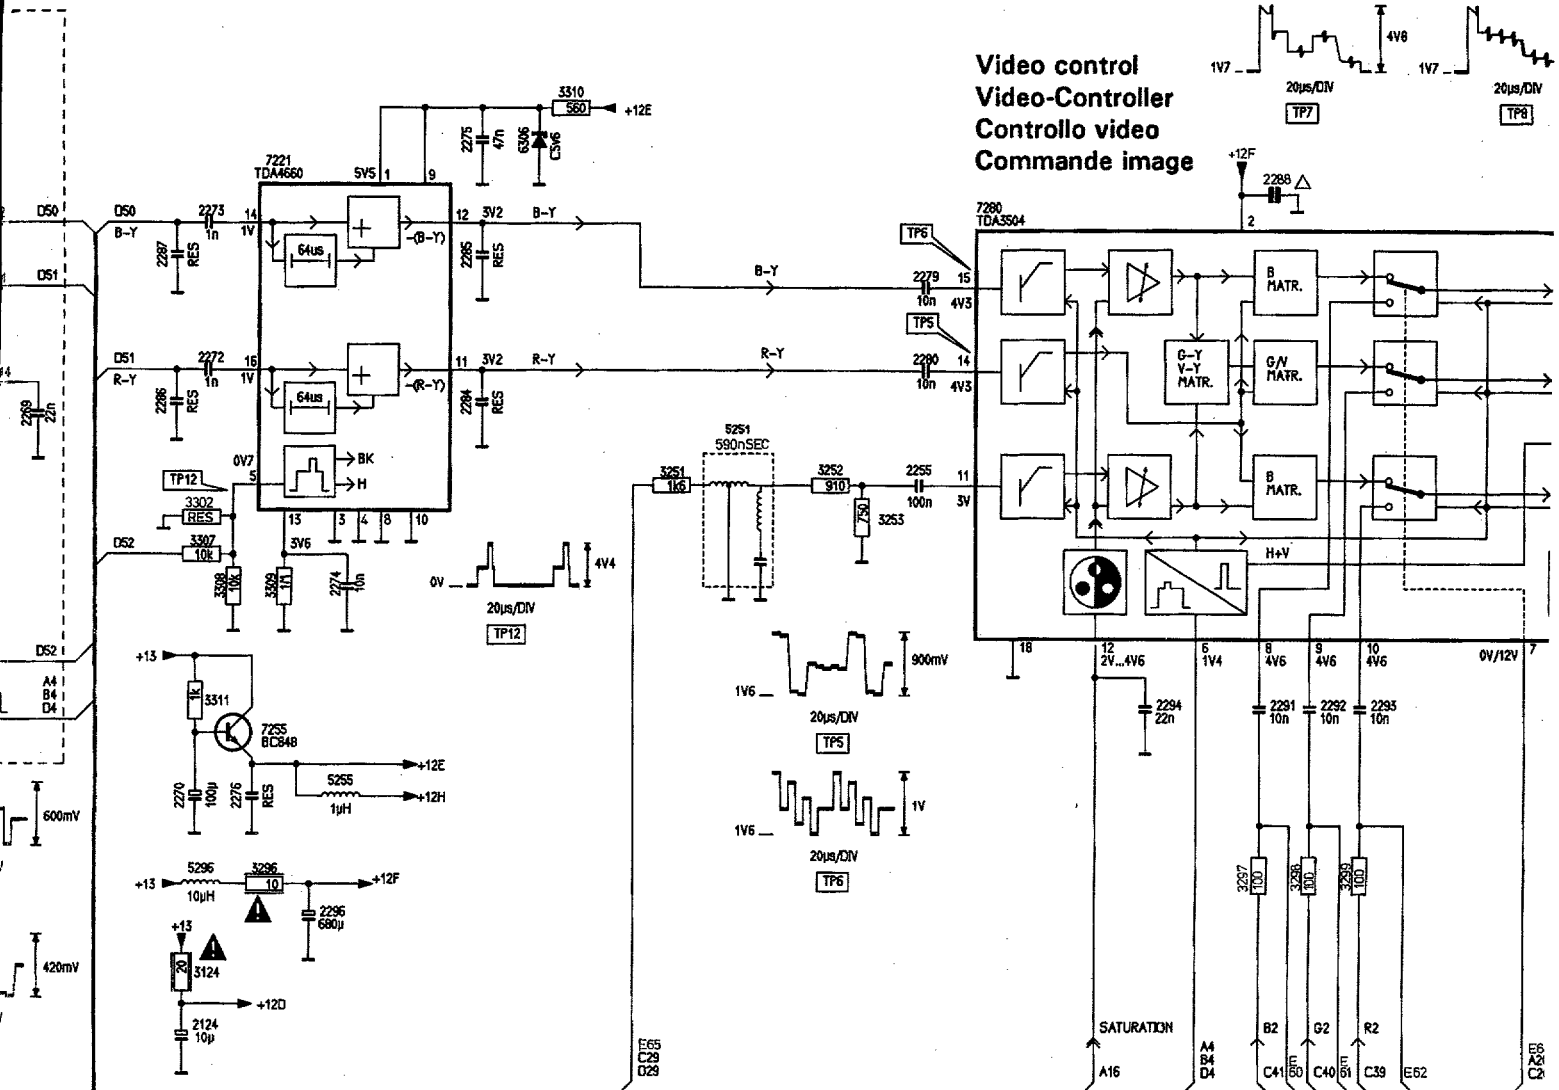 Video control
Video-Controller
Controllo video
Commande image
1V7
4V8
20µs/DIV
TP7
1V7
20µs/DIV
TP8
3310
560
+12E
2275
47n
6306
C5V6
7221
TDA4660
5V5
1
9
D50
D50
B-Y
2273
1n
14
1V
64us
-(B-Y)
12
3V2
B-Y
2287
RES
2285
RES
D51
B-Y
D51
R-Y
2272
1n
16
1V
64us
-(R-Y)
11
3V2
R-Y
R-Y
2286
RES
2284
RES
2269
22n
0V7
5
BK
H
TP12
3302
RES
D52
3307
10k
3308
10k
13
3
4
8
10
3V6
3309
1/1
2274
10n
0V
4V4
20µs/DIV
TP12
+12F
2288
7280
TDA3504
2
TP6
15
2279
10n
4V3
TP5
14
2280
10n
4V3
B
MATR.
G-Y
V-Y
MATR.
G/V
MATR.
B
MATR.
5251
590nSEC
3251
1k6
3252
910
2255
100n
11
3V
750
3253
H+V
18
12
2V...4V6
6
1V4
8
4V6
9
4V6
10
4V6
0V/12V
7
D52
A4
B4
D4
+13
1k
3311
7255
BC848
+12E
5255
1µH
+12H
2270
100µ
2276
RES
600mV
420mV
1V6
900mV
20µs/DIV
TP5
1V6
1V
20µs/DIV
TP6
2294
22n
2291
10n
2292
10n
2293
10n
+13
5296
10µH
3296
10
+12F
2296
680µ
+13
20
3124
+12D
2124
10µ
3297
100
3298
100
3299
100
SATURATION
B2
G2
R2
E65
C29
D29
A16
A4
B4
D4
C41
E60
C40
E61
C39
E62